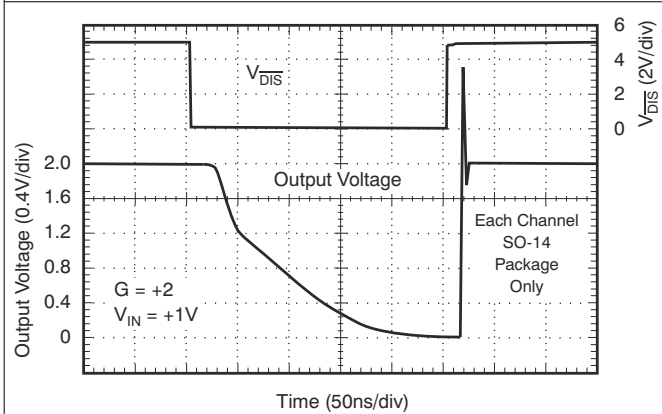 6
4
2
0
V_DIS (2V/div)
V_DIS
2.0
1.6
1.2
0.8
0.4
0
Output Voltage (0.4V/div)
Output Voltage
Each Channel
SO-14
Package
Only
G = +2
V_IN = +1V
Time (50ns/div)